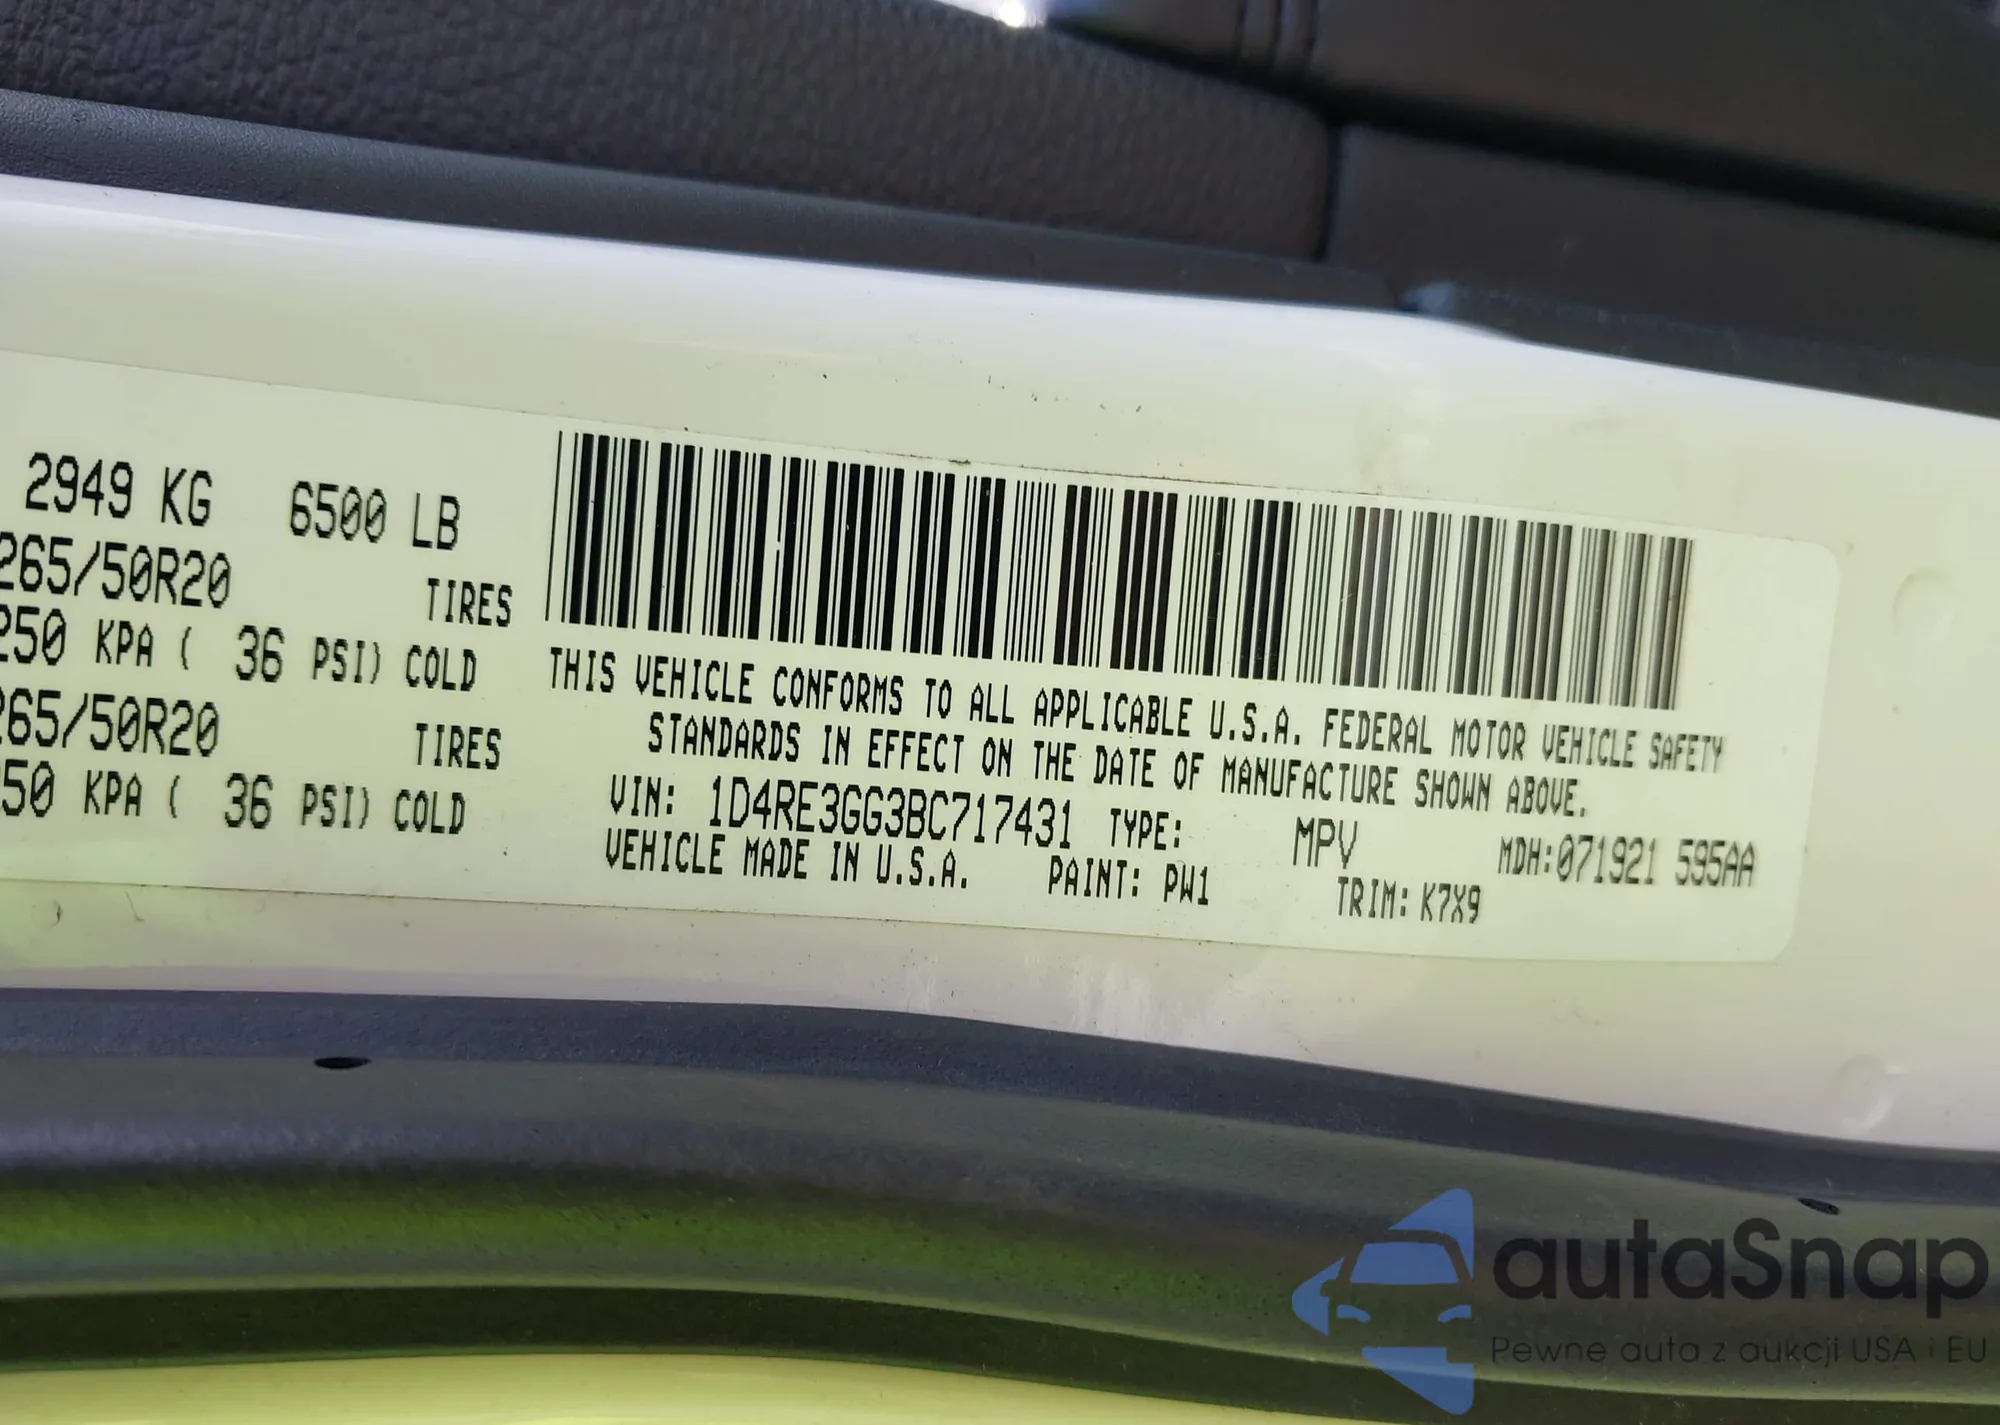 2949 KG 6500 LB
265/50R20 TIRES
250 KPA ( 36 PSI) COLD
265/50R20 TIRES
250 KPA ( 36 PSI) COLD
THIS VEHICLE CONFORMS TO ALL APPLICABLE U.S.A. FEDERAL MOTOR VEHICLE SAFETY
STANDARDS IN EFFECT ON THE DATE OF MANUFACTURE SHOWN ABOVE.
VIN: 1D4RE3GG3BC717431 TYPE: MPV MDH:071921 595AA
VEHICLE MADE IN U.S.A. PAINT: PW1 TRIM: K7X9
autaSnap
Pewne auta z aukcji USA i EU